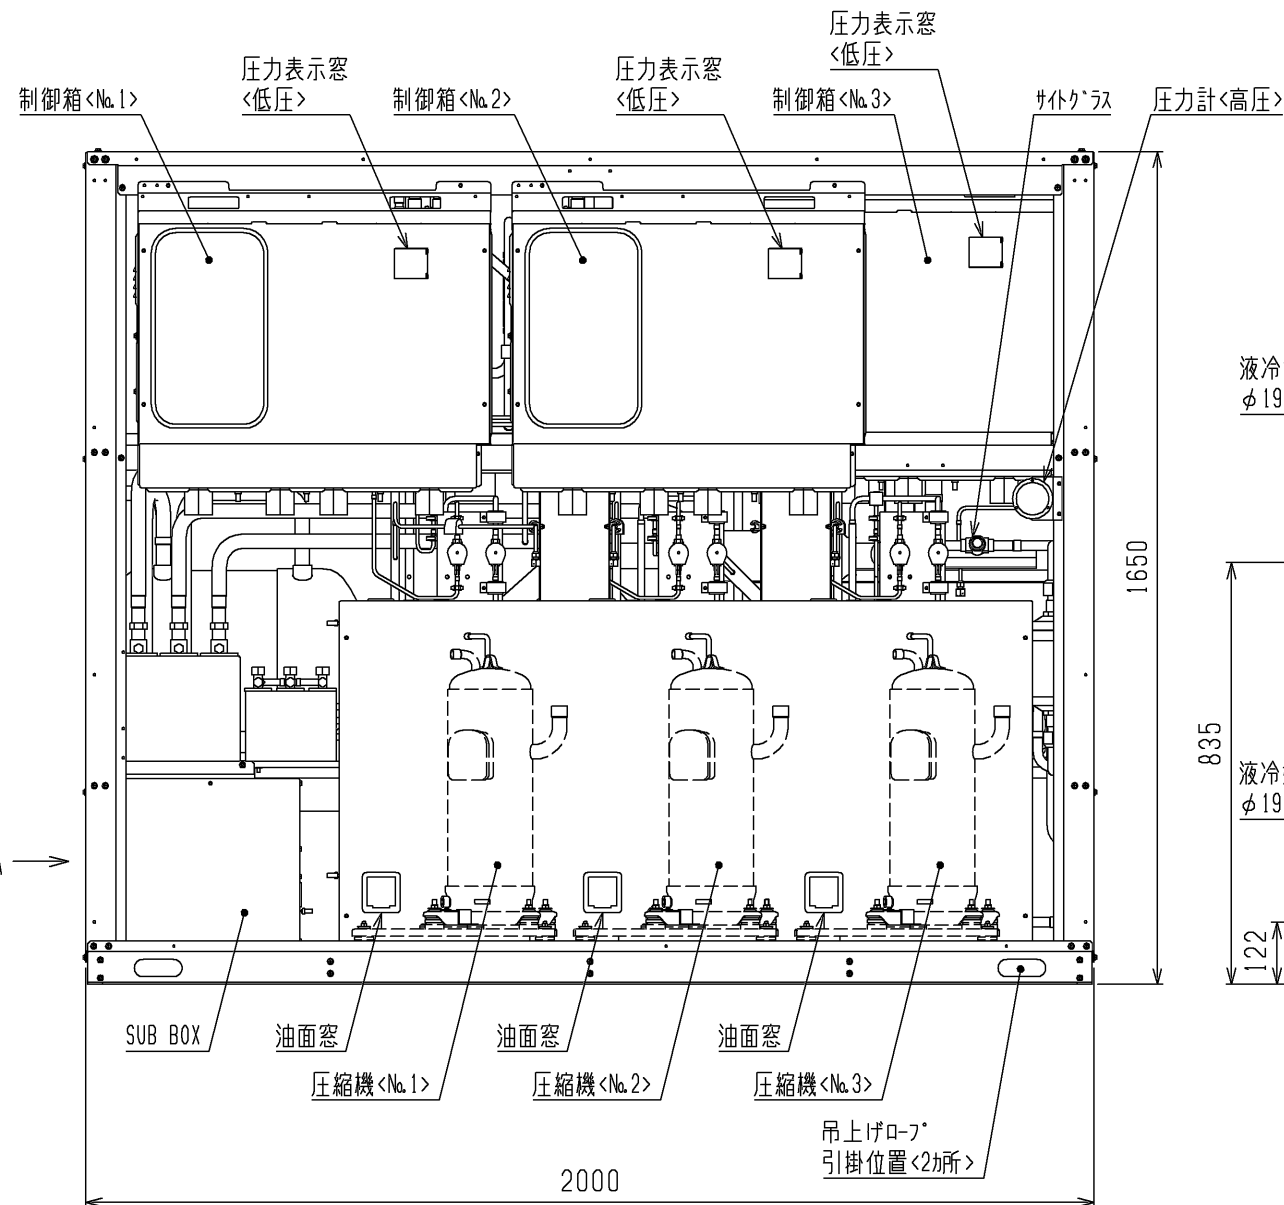 圧力表示窓
<低圧>
圧力表示窓
<低圧>
圧力表示窓
<低圧>
制御箱<No.1>
制御箱<No.2>
制御箱<No.3>
サイトグラス
圧力計<高圧>
液冷
φ19
1650
835
液冷
φ19
122
SUB BOX
油面窓
油面窓
油面窓
圧縮機<No.1>
圧縮機<No.2>
圧縮機<No.3>
吊上げロープ
引掛位置<2カ所>
2000